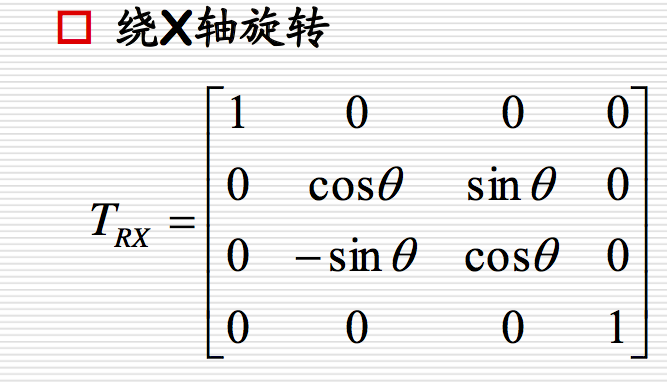 绕X轴旋转
1 0 0 0
0 cosθ sinθ 0
T_RX =
0 −sinθ cosθ 0
0 0 0 1